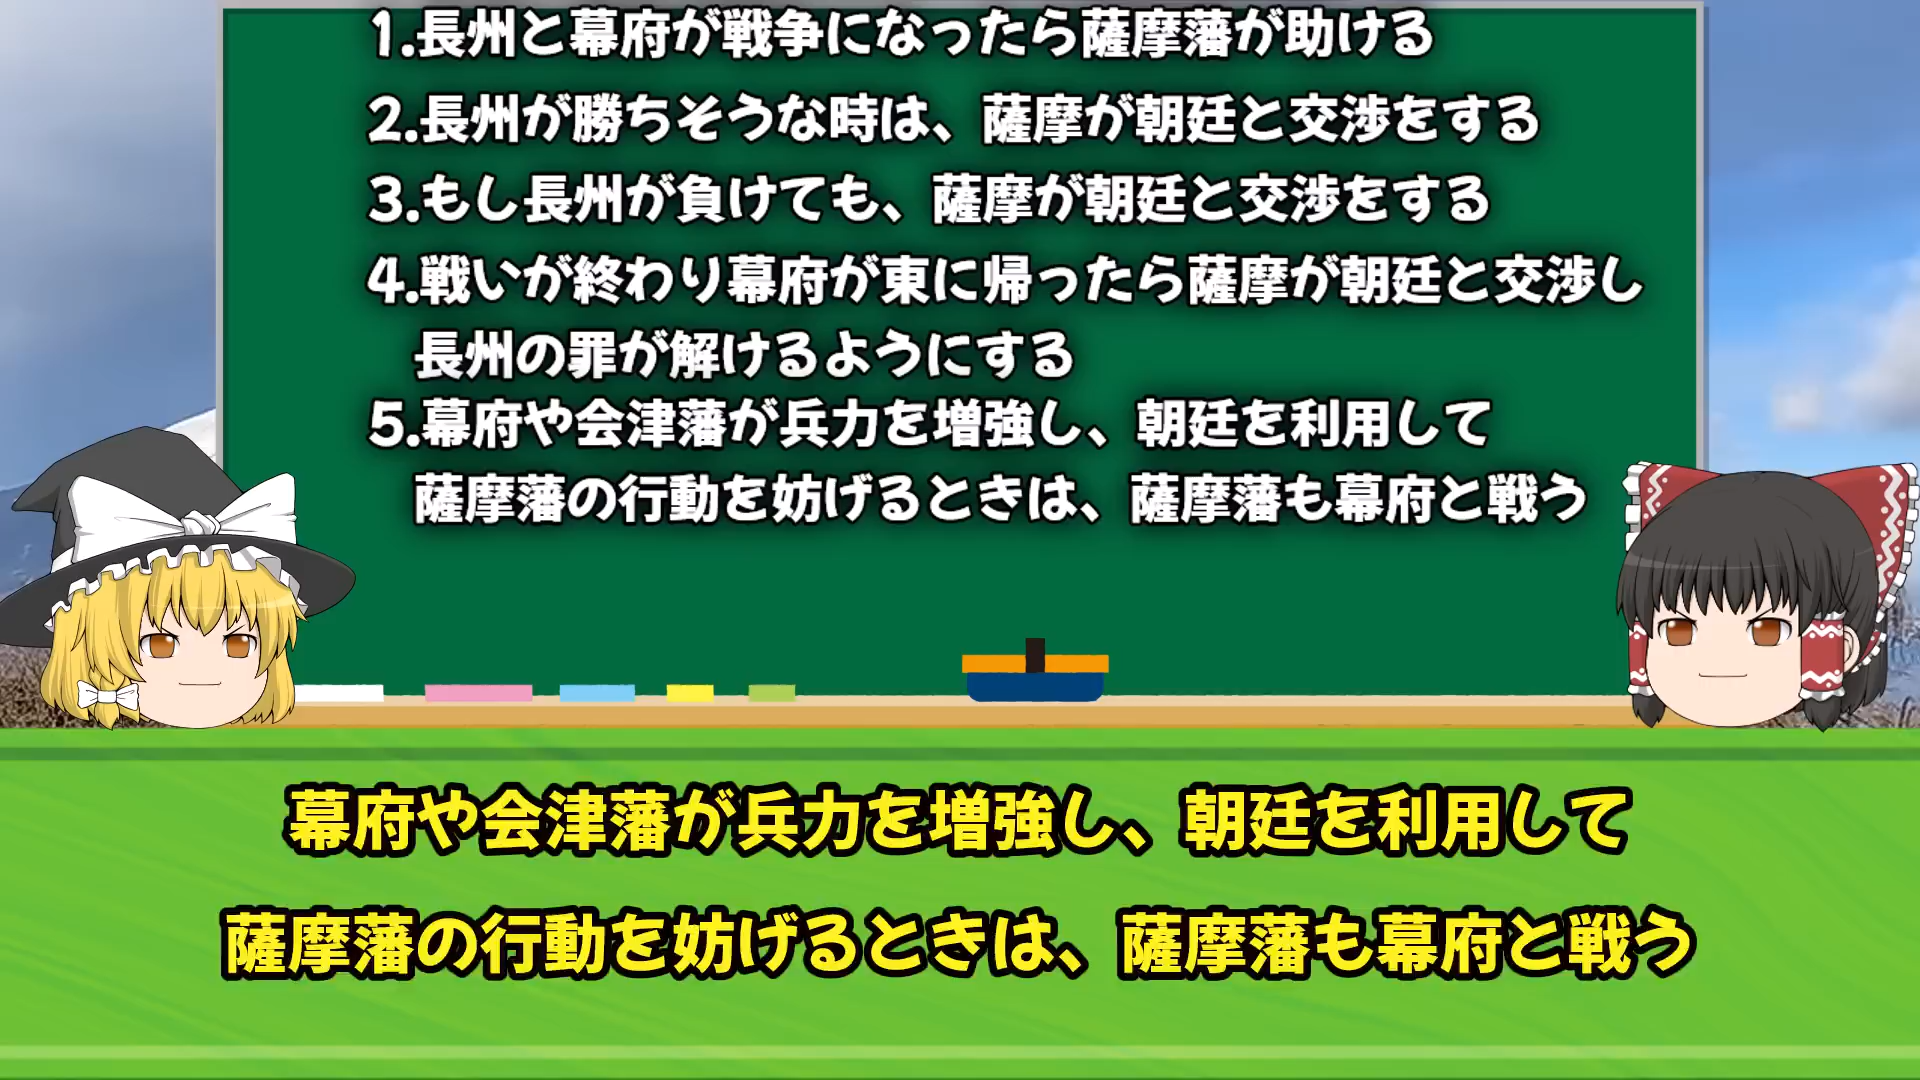 1.長州と幕府が戦争になったら薩摩藩が助ける
2.長州が勝ちそうな時は、薩摩が朝廷と交渉をする
3.もし長州が負けても、薩摩が朝廷と交渉をする
4.戦いが終わり幕府が東に帰ったら薩摩が朝廷と交渉し
長州の罪が解けるようにする
5.幕府や会津藩が兵力を増強し、朝廷を利用して
薩摩藩の行動を妨げるときは、薩摩藩も幕府と戦う
幕府や会津藩が兵力を増強し、朝廷を利用して
薩摩藩の行動を妨げるときは、薩摩藩も幕府と戦う